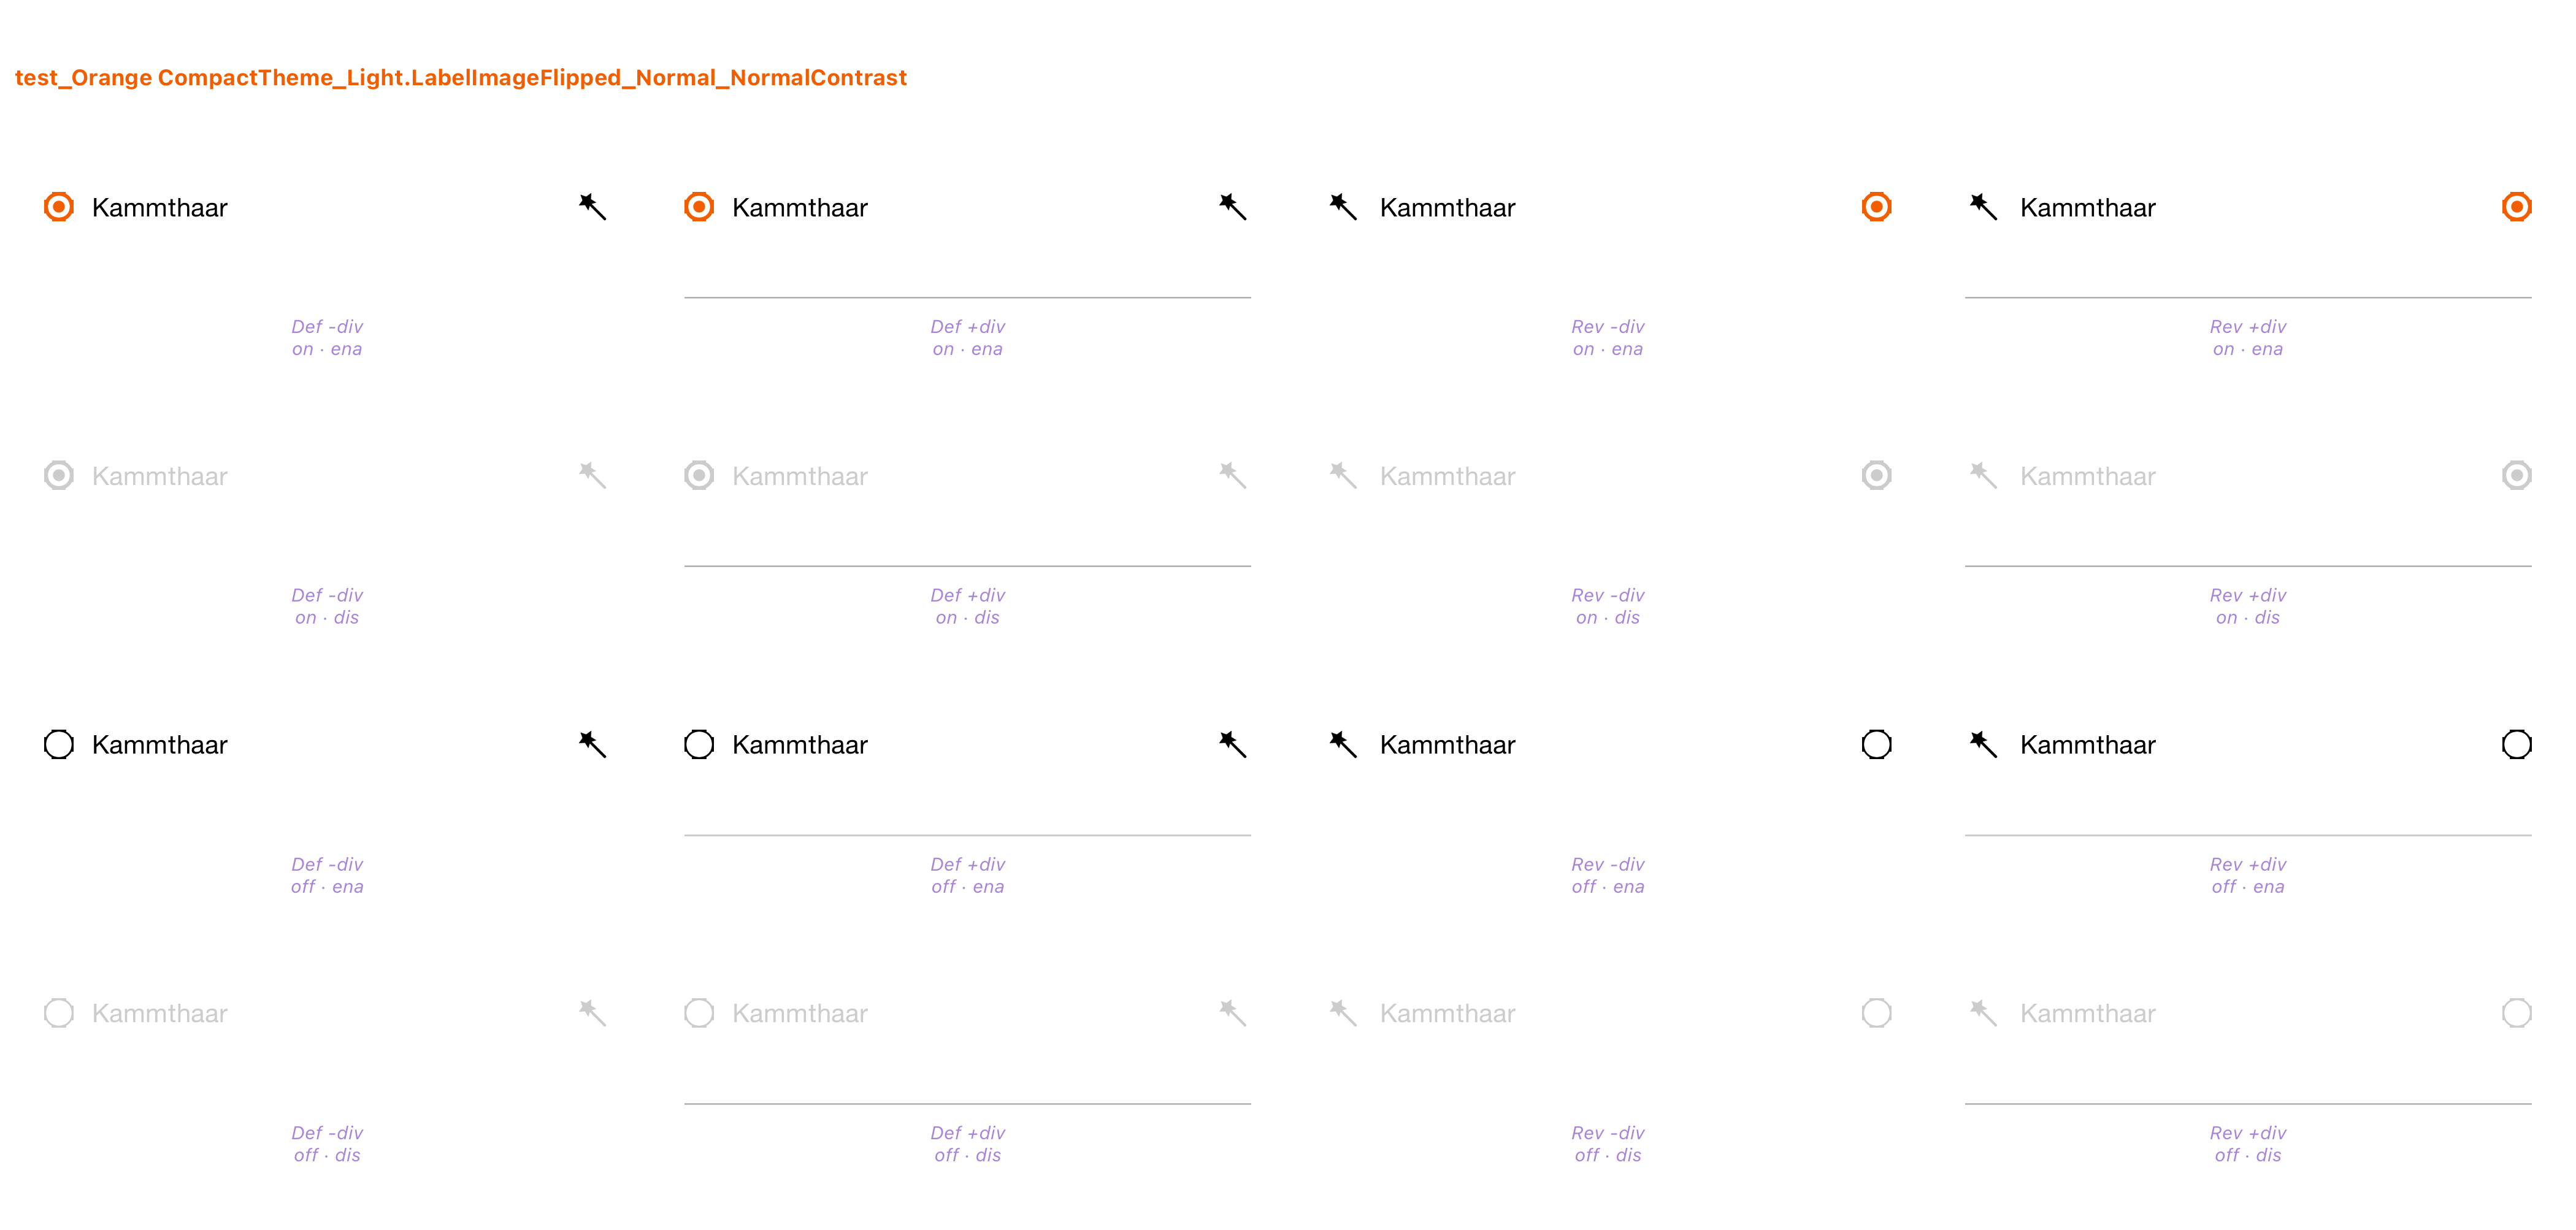 test_Orange CompactTheme_Light.LabelImageFlipped_Normal_NormalContrast
Kammthaar
Kammthaar
Kammthaar
Kammthaar
Def -div
on · ena
Def +div
on · ena
Rev -div
on · ena
Rev +div
on · ena
Kammthaar
Kammthaar
Kammthaar
Kammthaar
Def -div
on · dis
Def +div
on · dis
Rev -div
on · dis
Rev +div
on · dis
Kammthaar
Kammthaar
Kammthaar
Kammthaar
Def -div
off · ena
Def +div
off · ena
Rev -div
off · ena
Rev +div
off · ena
Kammthaar
Kammthaar
Kammthaar
Kammthaar
Def -div
off · dis
Def +div
off · dis
Rev -div
off · dis
Rev +div
off · dis